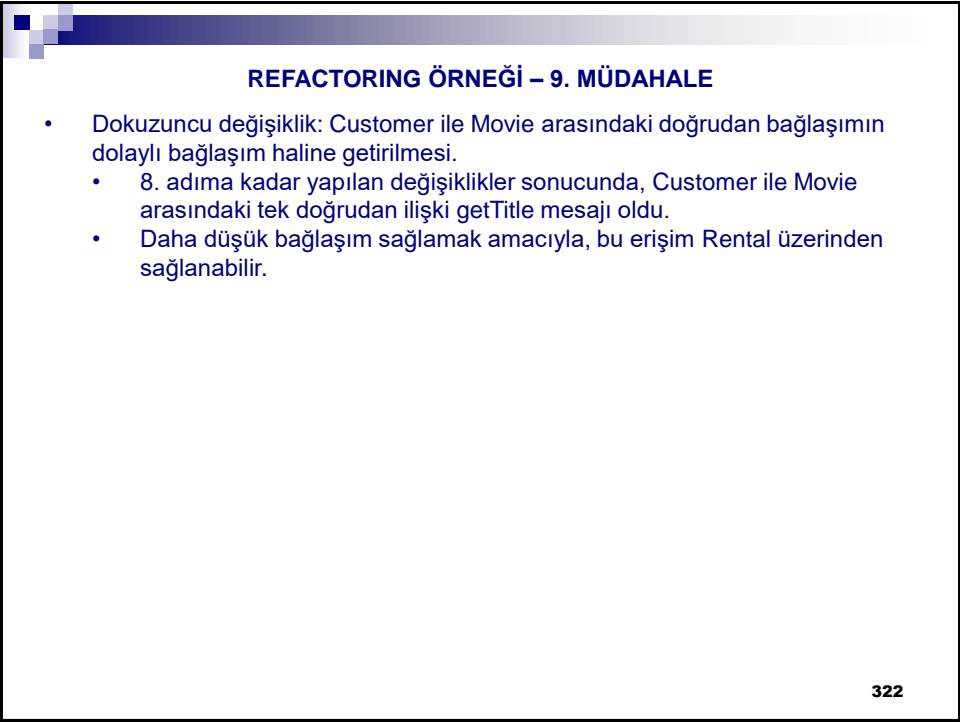 REFACTORING ÖRNEĞİ – 9. MÜDAHALE
• Dokuzuncu değişiklik: Customer ile Movie arasındaki doğrudan bağlaşımın
dolaylı bağlaşım haline getirilmesi.
• 8. adıma kadar yapılan değişiklikler sonucunda, Customer ile Movie
arasındaki tek doğrudan ilişki getTitle mesajı oldu.
• Daha düşük bağlaşım sağlamak amacıyla, bu erişim Rental üzerinden
sağlanabilir.
322